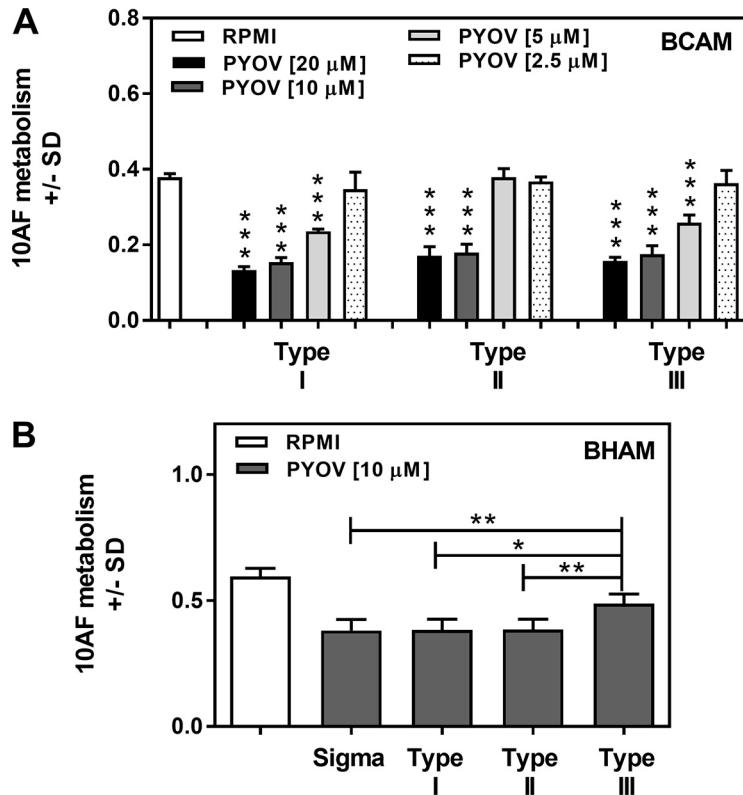 A
RPMI
PYOV [20 µM]
PYOV [10 µM]
PYOV [5 µM]
PYOV [2.5 µM]
BCAM
10AF metabolism
+/- SD
0.8
0.6
0.4
0.2
0.0
*** *** ***
*** ***
*** *** ***
Type I
Type II
Type III
B
RPMI
PYOV [10 µM]
BHAM
10AF metabolism
+/- SD
1.0
0.5
0.0
**
*
**
Sigma
Type I
Type II
Type III